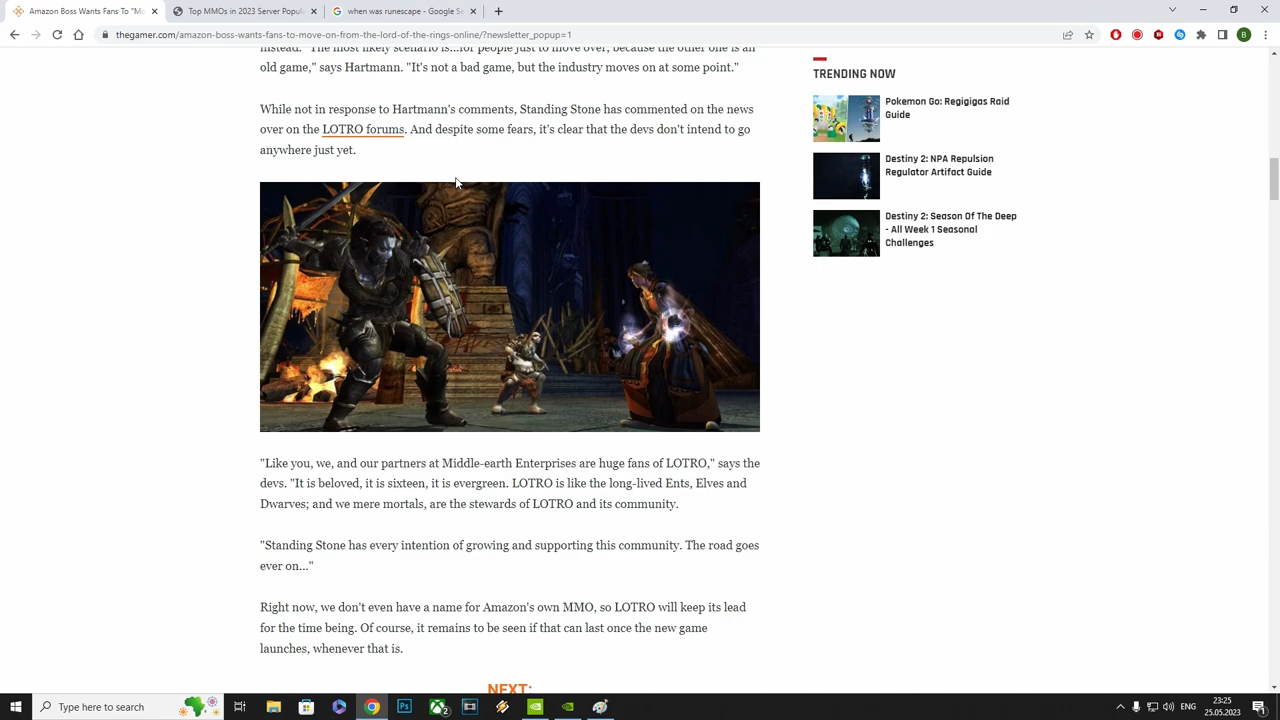 Amazon Boss Wants Fans To "Mo
Top MMOs in 2023 Server Popul
when was runescape - Google Se
thegamer.com/amazon-boss-wants-fans-to-move-on-from-the-lord-of-the-rings-online/?newsletter_popup=1
B
instead. "The most likely scenario is...for people just to move over, because the other one is an
old game," says Hartmann. "It's not a bad game, but the industry moves on at some point."
While not in response to Hartmann's comments, Standing Stone has commented on the news
over on the LOTRO forums. And despite some fears, it's clear that the devs don't intend to go
anywhere just yet.
"Like you, we, and our partners at Middle-earth Enterprises are huge fans of LOTRO," says the
devs. "It is beloved, it is sixteen, it is evergreen. LOTRO is like the long-lived Ents, Elves and
Dwarves; and we mere mortals, are the stewards of LOTRO and its community.
"Standing Stone has every intention of growing and supporting this community. The road goes
ever on..."
Right now, we don't even have a name for Amazon's own MMO, so LOTRO will keep its lead
for the time being. Of course, it remains to be seen if that can last once the new game
launches, whenever that is.
NEXT:
TRENDING NOW
Pokemon Go: Regigigas Raid
Guide
Destiny 2: NPA Repulsion
Regulator Artifact Guide
Destiny 2: Season Of The Deep
- All Week 1 Seasonal
Challenges
Type here to search
Ps
2
ENG
23:25
25.05.2023
1